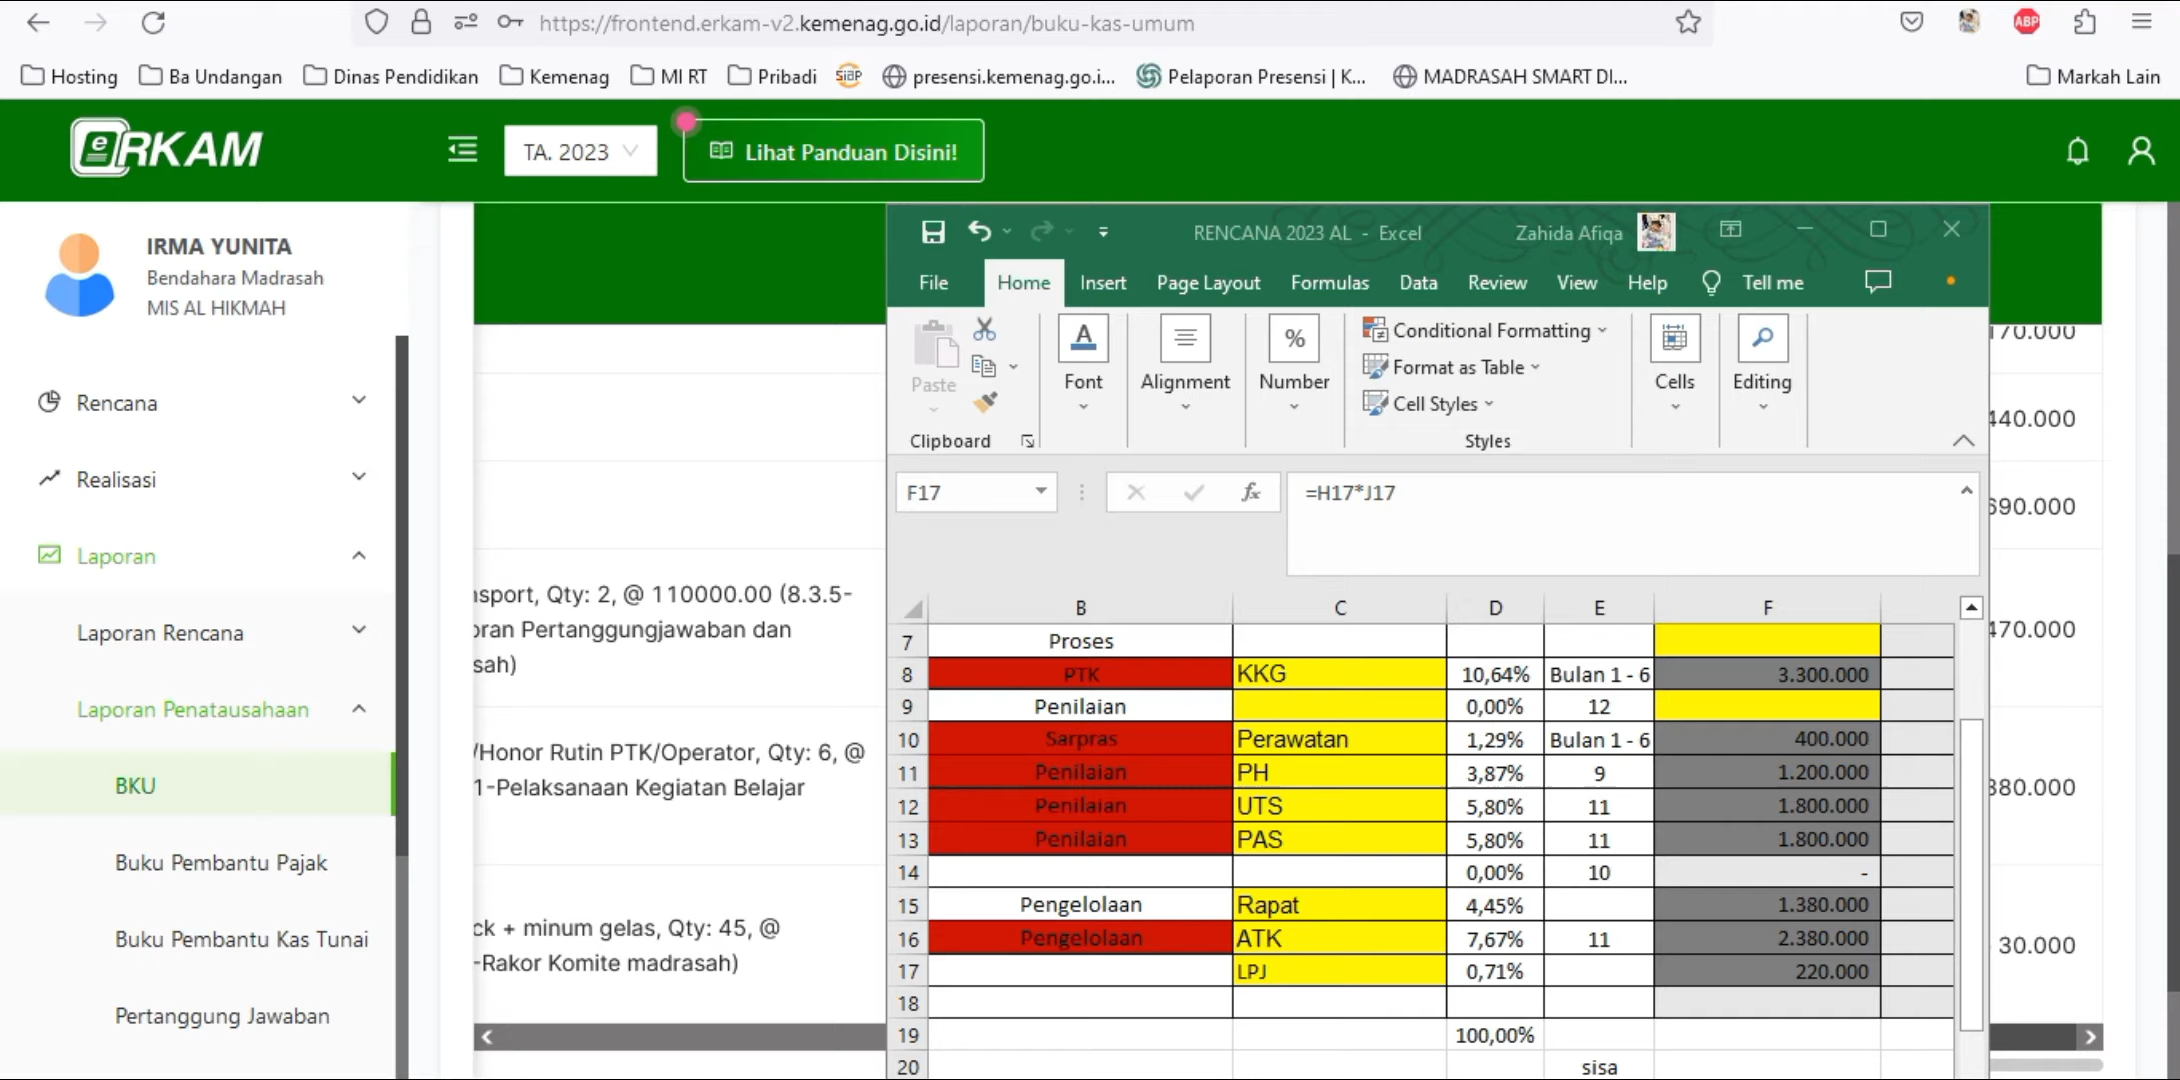 https://frontend.erkam-v2.kemenag.go.id/laporan/buku-kas-umum
ABP
Hosting Ba Undangan Dinas Pendidikan Kemenag MI RT Pribadi SIAP presensi.kemenag.go.i... Pelaporan Presensi | K... MADRASAH SMART DI... Markah Lain
eRKAM TA. 2023 Lihat Panduan Disini!
IRMA YUNITA
Bendahara Madrasah
MIS AL HIKMAH
Rencana
Realisasi
Laporan
Laporan Rencana
Laporan Penatausahaan
BKU
Buku Pembantu Pajak
Buku Pembantu Kas Tunai
Pertanggung Jawaban
nsport, Qty: 2, @ 110000.00 (8.3.5-
oran Pertanggungjawaban dan
sah)
/Honor Rutin PTK/Operator, Qty: 6, @
1-Pelaksanaan Kegiatan Belajar
ck + minum gelas, Qty: 45, @
-Rakor Komite madrasah)
RENCANA 2023 AL - Excel Zahida Afiqa
File Home Insert Page Layout Formulas Data Review View Help Tell me
Paste
Clipboard
A
Font
Alignment
%
Number
Conditional Formatting
Format as Table
Cell Styles
Styles
Cells
Editing
F17 fx =H17*J17
B C D E F
7 Proses
8 PTK KKG 10,64% Bulan 1 - 6 3.300.000
9 Penilaian 0,00% 12
10 Sarpras Perawatan 1,29% Bulan 1 - 6 400.000
11 Penilaian PH 3,87% 9 1.200.000
12 Penilaian UTS 5,80% 11 1.800.000
13 Penilaian PAS 5,80% 11 1.800.000
14 0,00% 10 -
15 Pengelolaan Rapat 4,45% 1.380.000
16 Pengelolaan ATK 7,67% 11 2.380.000
17 LPJ 0,71% 220.000
18
19 100,00%
20 sisa
170.000
440.000
690.000
470.000
380.000
30.000